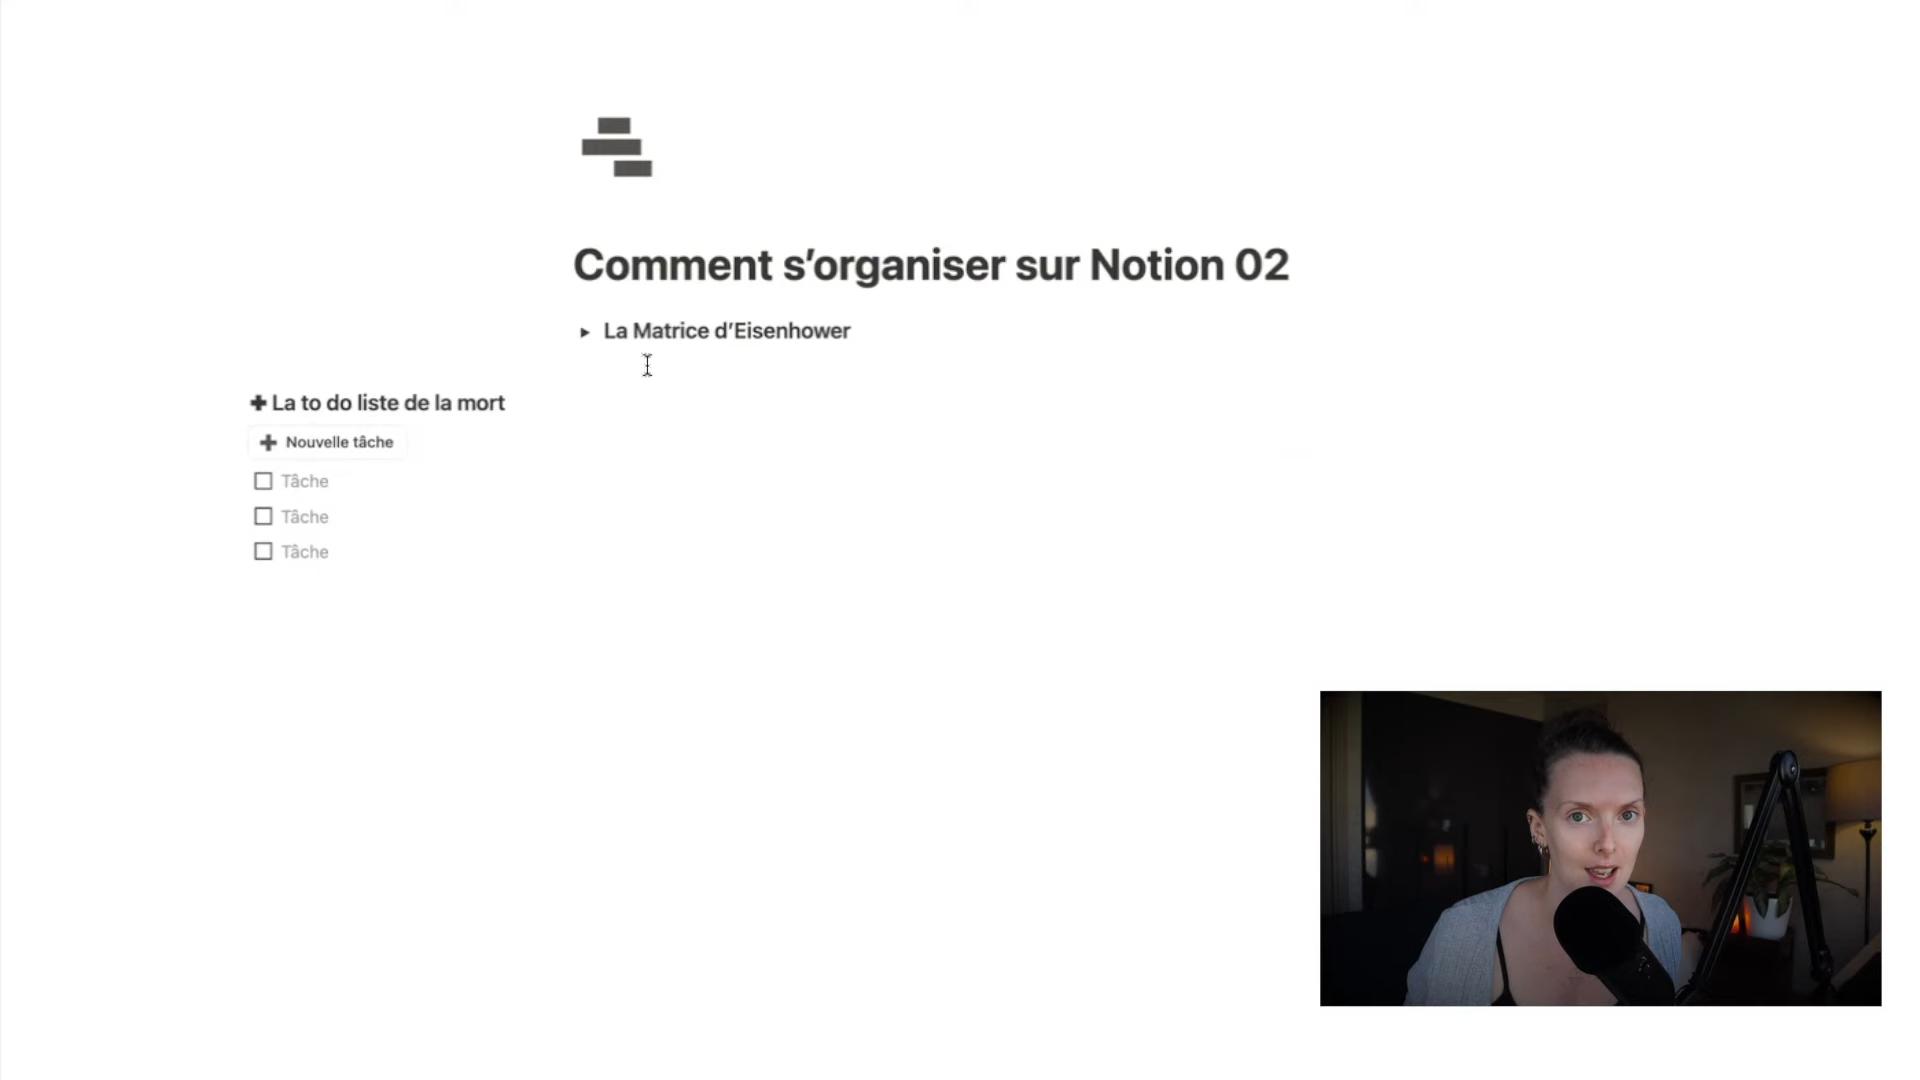 Comment s’organiser sur Notion 02
La Matrice d’Eisenhower
La to do liste de la mort
Nouvelle tâche
Tâche
Tâche
Tâche